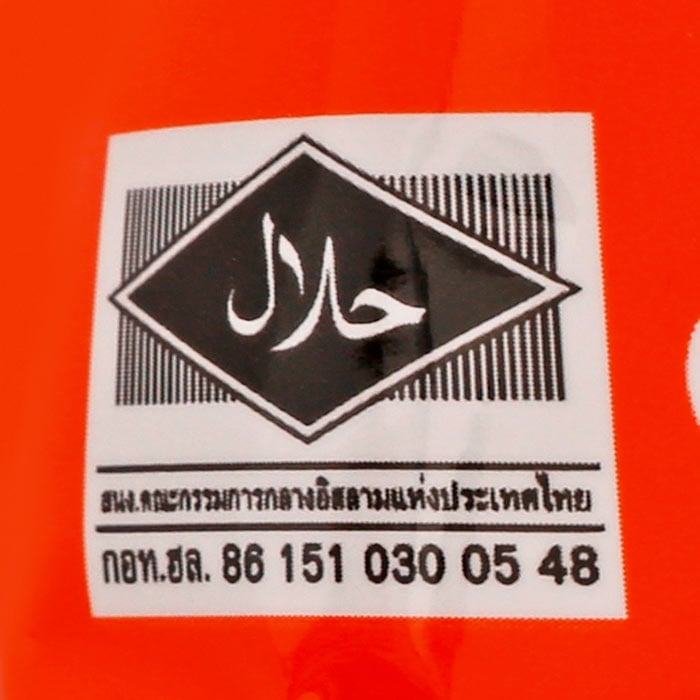 حلال
สนง.คณะกรรมการกลางอิสลามแห่งประเทศไทย
กอท.ฮล. 86 151 030 05 48